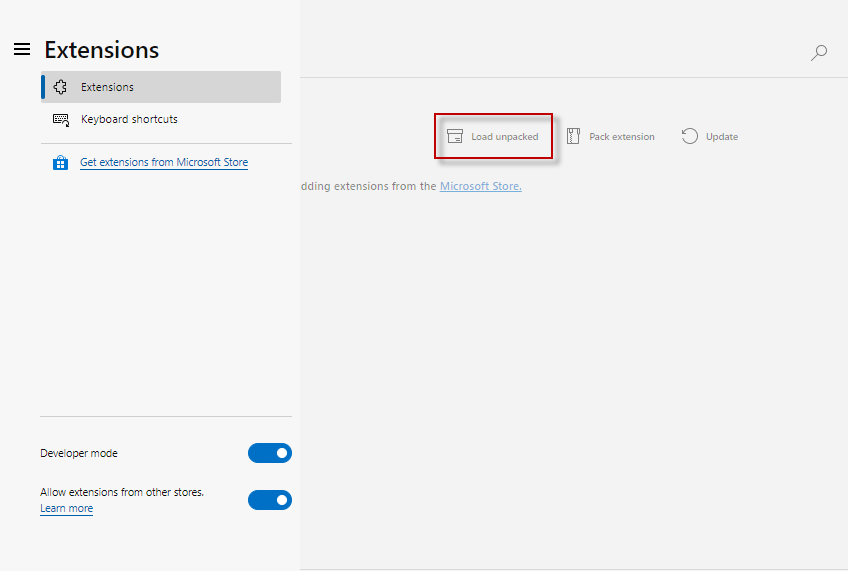 Extensions
Extensions
Keyboard shortcuts
Get extensions from Microsoft Store
Load unpacked
Pack extension
Update
dding extensions from the Microsoft Store.
Developer mode
Allow extensions from other stores.
Learn more